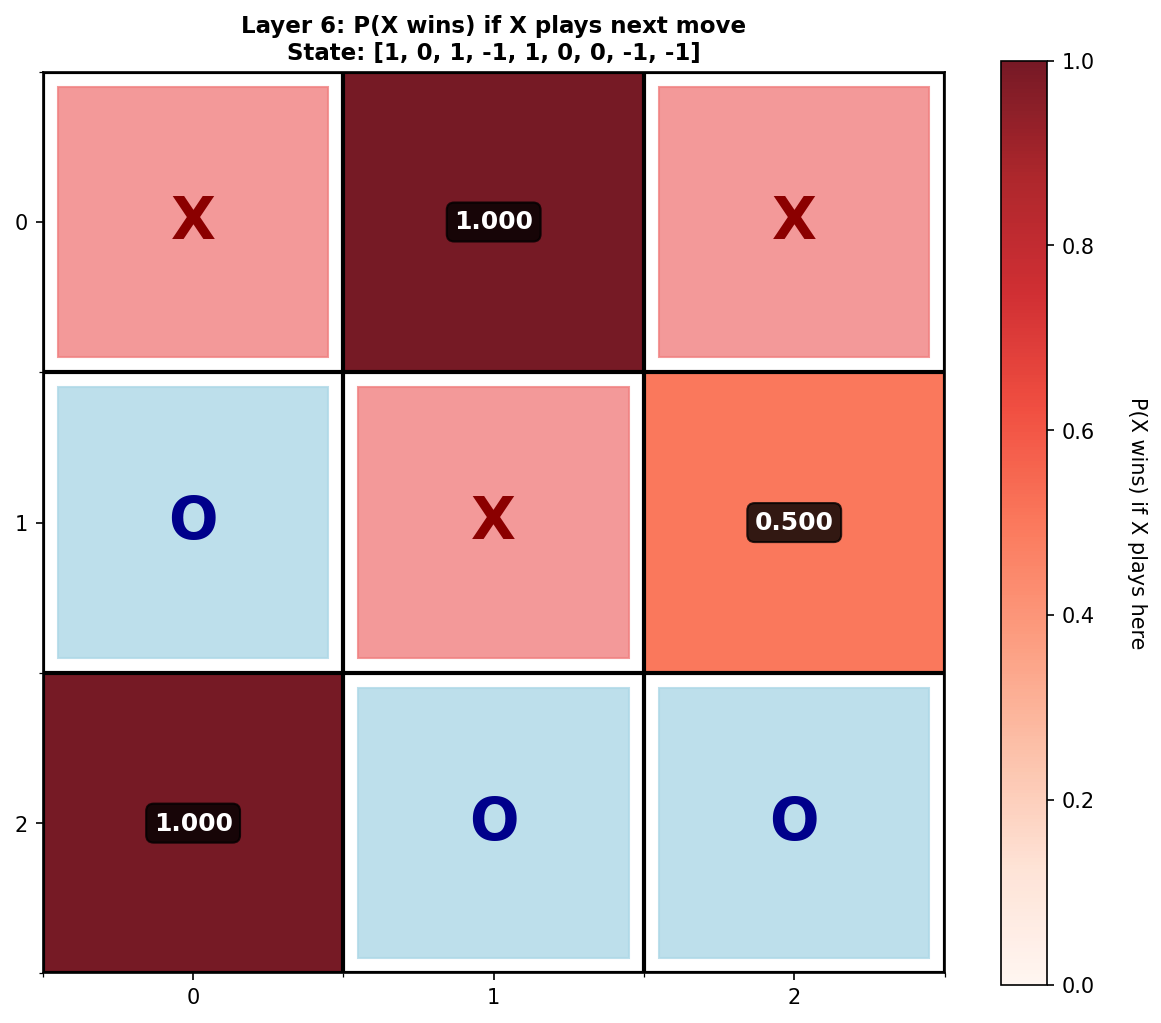 Layer 6: P(X wins) if X plays next move
State: [1, 0, 1, -1, 1, 0, 0, -1, -1]
0
X
1.000
X
1
O
X
0.500
2
1.000
O
O
0
1
2
1.0
0.8
0.6
0.4
0.2
0.0
P(X wins) if X plays here